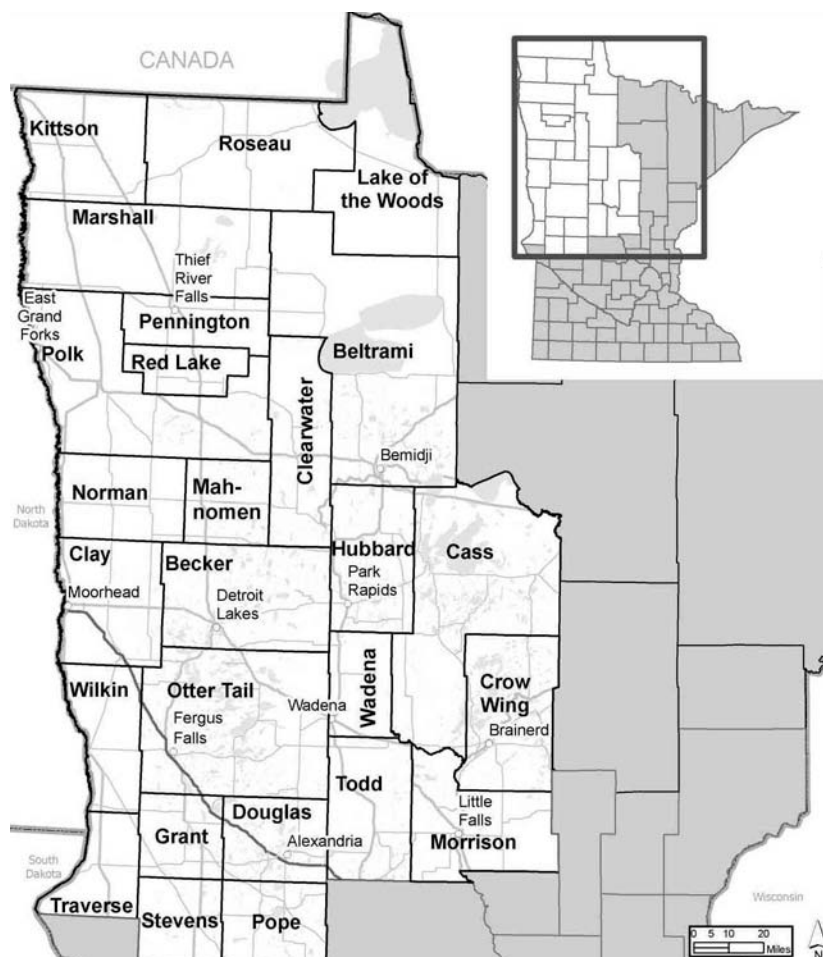 CANADA
Kittson
Roseau
Lake of
the Woods
Marshall
Thief
River
Falls
East
Grand
Forks
Pennington
Polk
Red Lake
Beltrami
Clearwater
Bemidji
Norman
Mah-
nomen
North
Dakota
Clay
Becker
Hubbard
Cass
Moorhead
Detroit
Lakes
Park
Rapids
Wilkin
Otter Tail
Wadena
Wadena
Crow
Wing
Fergus
Falls
Brainerd
Todd
Douglas
Little
Falls
Grant
Alexandria
Morrison
South
Dakota
Traverse
Stevens
Pope
Wisconsin
0 5 10 20
Miles
N